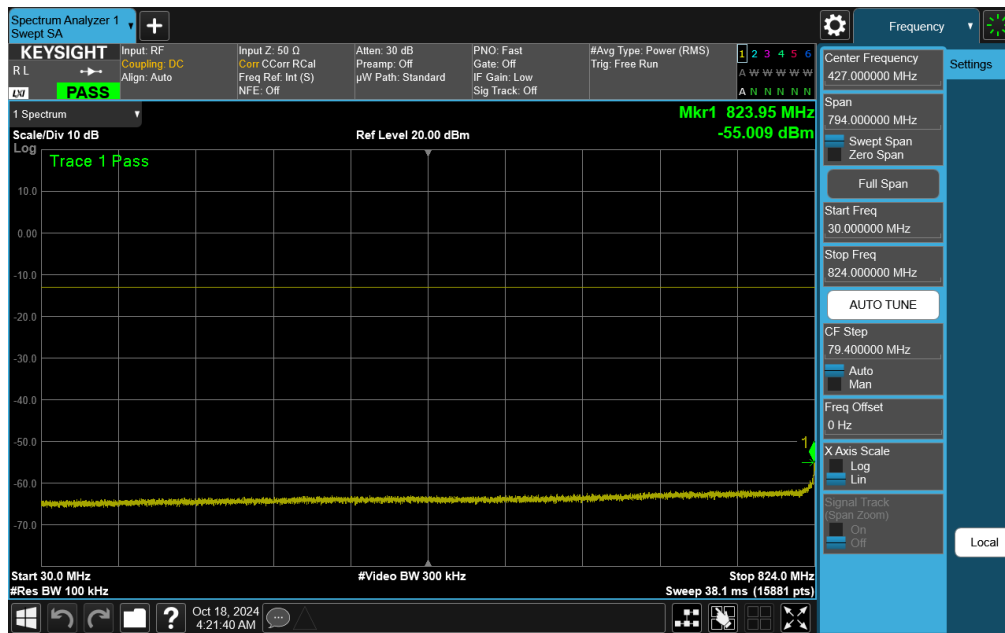 Spectrum Analyzer 1
Swept SA
Frequency
KEYSIGHT
R L
LXI
PASS
Input: RF
Coupling: DC
Align: Auto
Input Z: 50 Ω
Corr CCorr RCal
Freq Ref: Int (S)
NFE: Off
Atten: 30 dB
Preamp: Off
µW Path: Standard
PNO: Fast
Gate: Off
IF Gain: Low
Sig Track: Off
#Avg Type: Power (RMS)
Trig: Free Run
1 2 3 4 5 6
A W W W W W
A N N N N N
1 Spectrum
Mkr1 823.95 MHz
Scale/Div 10 dB
Ref Level 20.00 dBm
-55.009 dBm
Log
Trace 1 Pass
10.0
0.00
-10.0
-20.0
-30.0
-40.0
-50.0
1
-60.0
-70.0
Start 30.0 MHz
#Video BW 300 kHz
Stop 824.0 MHz
#Res BW 100 kHz
Sweep 38.1 ms (15881 pts)
?
Oct 18, 2024
4:21:40 AM
Center Frequency
427.000000 MHz
Span
794.000000 MHz
Swept Span
Zero Span
Full Span
Start Freq
30.000000 MHz
Stop Freq
824.000000 MHz
AUTO TUNE
CF Step
79.400000 MHz
Auto
Man
Freq Offset
0 Hz
X Axis Scale
Log
Lin
Signal Track
(Span Zoom)
On
Off
Settings
Local